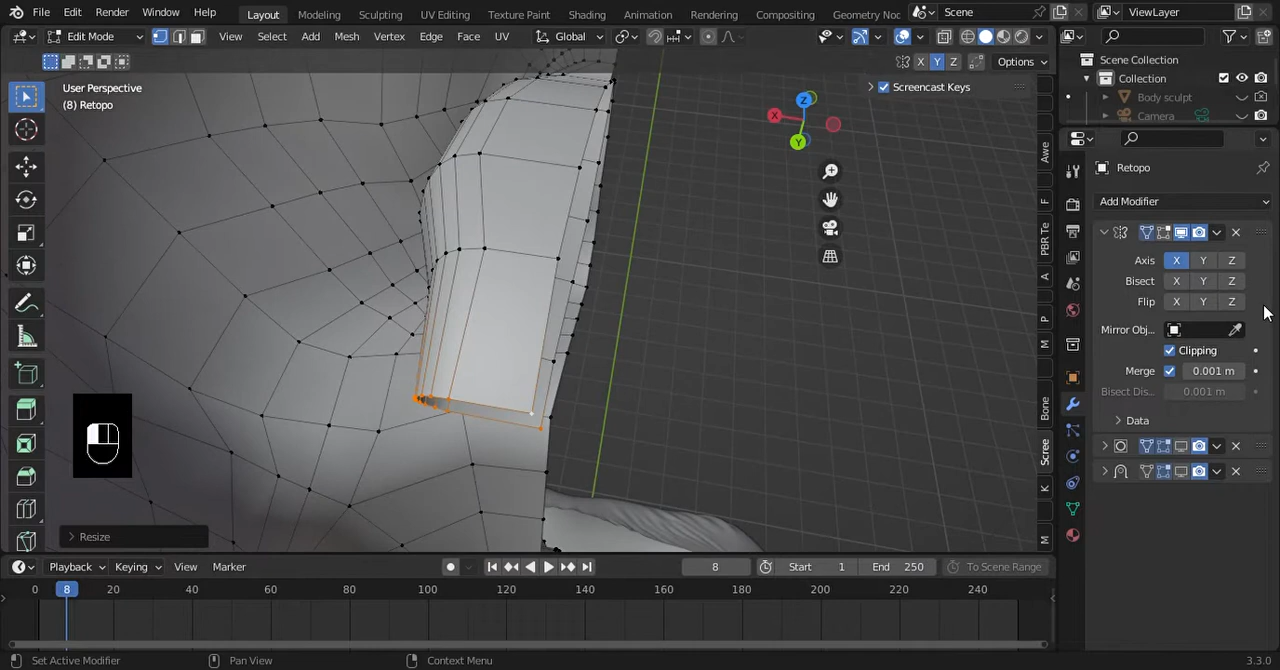 File Edit Render Window Help Layout Modeling Sculpting UV Editing Texture Paint Shading Animation Rendering Compositing Geometry Noc Scene ViewLayer
Edit Mode View Select Add Mesh Vertex Edge Face UV Global
X Y Z Options
Scene Collection
Collection
Body sculpt
Camera
User Perspective
(8) Retopo
Screencast Keys
Z
X
Y
Awe
F
PBR Te
A
P
M
Bone
Scree
K
M
Retopo
Add Modifier
Axis X Y Z
Bisect X Y Z
Flip X Y Z
Mirror Obj...
Clipping
Merge 0.001 m
Bisect Dis... 0.001 m
Data
Resize
Playback Keying View Marker 8 Start 1 End 250 To Scene Range
0 8 20 40 60 80 100 120 140 160 180 200 220 240
Set Active Modifier Pan View Context Menu 3.3.0